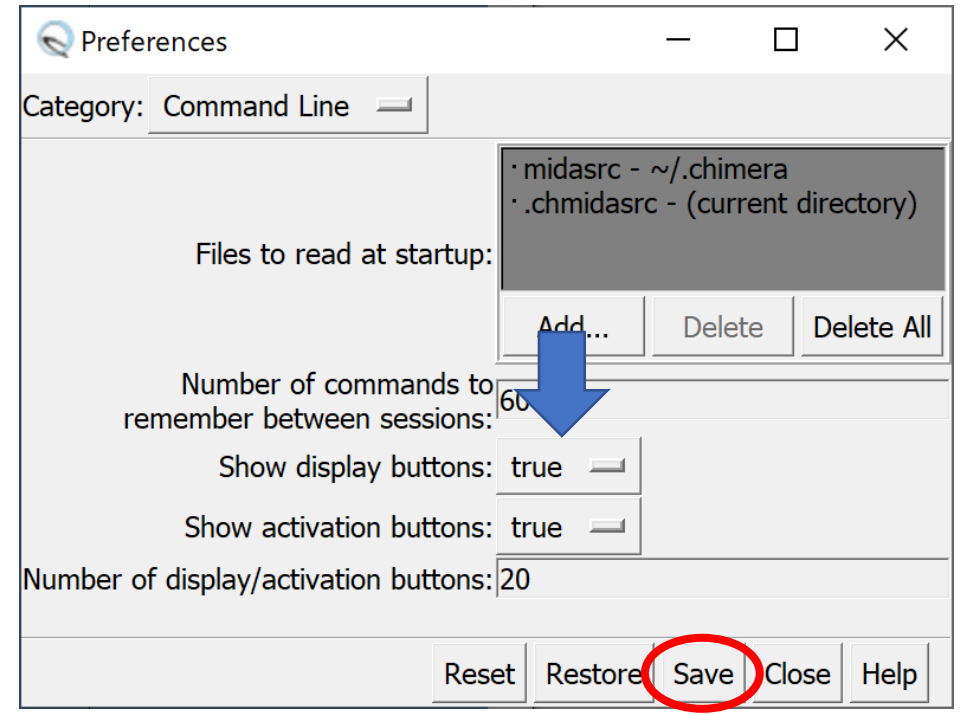 Preferences
Category: Command Line
· midasrc - ~/.chimera
· .chmidasrc - (current directory)
Files to read at startup:
Add... Delete Delete All
Number of commands to
remember between sessions:
60
Show display buttons: true
Show activation buttons: true
Number of display/activation buttons: 20
Reset Restore Save Close Help